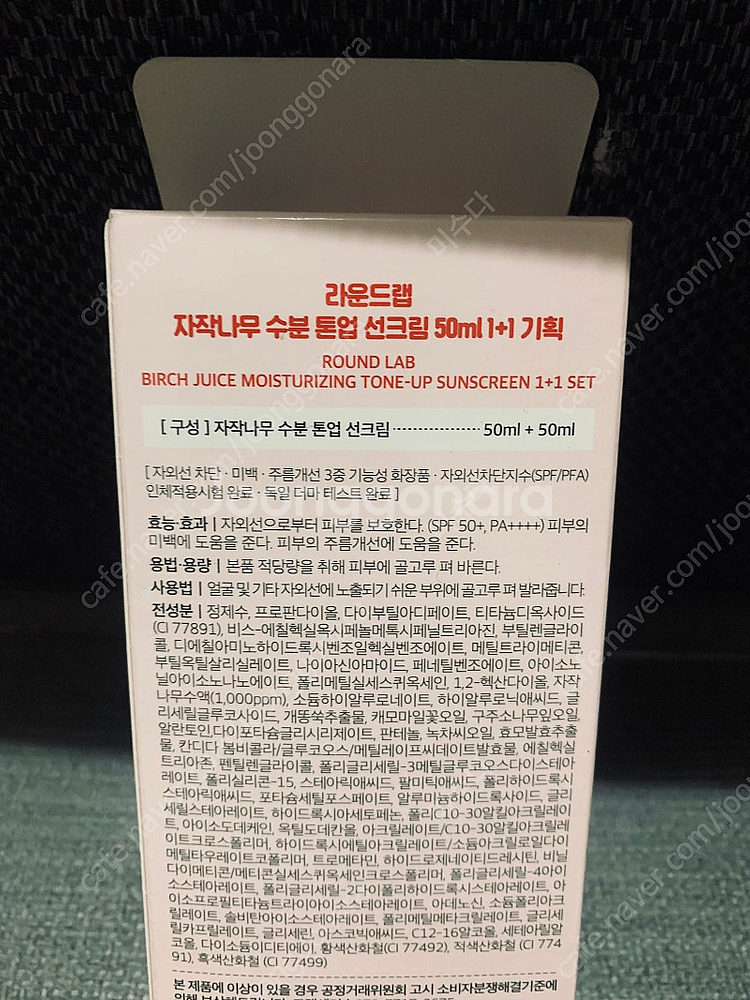 라운드랩
자작나무 수분 톤업 선크림 50ml 1+1 기획
ROUND LAB
BIRCH JUICE MOISTURIZING TONE-UP SUNSCREEN 1+1 SET
[ 구성 ] 자작나무 수분 톤업 선크림 50ml + 50ml
[ 자외선 차단 · 미백 · 주름개선 3중 기능성 화장품 · 자외선차단지수(SPF/PFA)
인체적용시험 완료 · 독일 더마 테스트 완료 ]
효능·효과 | 자외선으로부터 피부를 보호한다. (SPF 50+, PA++++) 피부의
미백에 도움을 준다. 피부의 주름개선에 도움을 준다.
용법·용량 | 본품 적당량을 취해 피부에 골고루 펴 바른다.
사용법 | 얼굴 및 기타 자외선에 노출되기 쉬운 부위에 골고루 펴 발라줍니다.
전성분 | 정제수, 프로판다이올, 다이부틸아디페이트, 티타늄디옥사이드
(CI 77891), 비스-에칠헥실옥시페놀메톡시페닐트리아진, 부틸렌글라이
콜, 디에칠아미노하이드록시벤조일헥실벤조에이트, 메틸트라이메티콘,
부틸옥틸살리실레이트, 나이아신아마이드, 페네틸벤조에이트, 아이소노
닐아이소노나노에이트, 폴리메틸실세스퀴옥세인, 1,2-헥산다이올, 자작
나무수액(1,000ppm), 소듐하이알루로네이트, 하이알루로닉애씨드, 글
리세릴글루코사이드, 개똥쑥추출물, 캐모마일꽃오일, 구주소나무잎오일,
알란토인, 다이포타슘글리시리제이트, 판테놀, 녹차씨오일, 효모발효추출
물, 칸디다 봄비콜라/글루코오스/메틸레이프씨데이트발효물, 에칠헥실
트리아존, 펜틸렌글라이콜, 폴리글리세릴-3메틸글루코오스다이스테아
레이트, 폴리실리콘-15, 스테아릭애씨드, 팔미틱애씨드, 폴리하이드록시
스테아릭애씨드, 포타슘세틸포스페이트, 알루미늄하이드록사이드, 글리
세릴스테아레이트, 하이드록시아세토페논, 폴리C10-30알킬아크릴레이
트, 아이소도데케인, 옥틸도데칸올, 아크릴레이트/C10-30알킬아크릴레
이트크로스폴리머, 하이드록시에틸아크릴레이트/소듐아크릴로일다이
메틸타우레이트코폴리머, 트로메타민, 하이드로제네이티드레시틴, 비닐
다이메티콘/메티콘실세스퀴옥세인크로스폴리머, 폴리글리세릴-4아이
소스테아레이트, 폴리글리세릴-2다이폴리하이드록시스테아레이트, 아
이소프로필티타늄트라이아이소스테아레이트, 아데노신, 소듐폴리아크
릴레이트, 솔비탄아이소스테아레이트, 폴리메틸메타크릴레이트, 글리세
릴카프릴레이트, 글리세린, 아스코빅애씨드, C12-16알코올, 세테아릴알
코올, 다이소듐이디티에이, 황색산화철(CI 77492), 적색산화철 (CI 774
91), 흑색산화철 (CI 77499)
본 제품에 이상이 있을 경우 공정거래위원회 고시 소비자분쟁해결기준에
cafe.naver.com/joonggonara
미수다
Joonggonara